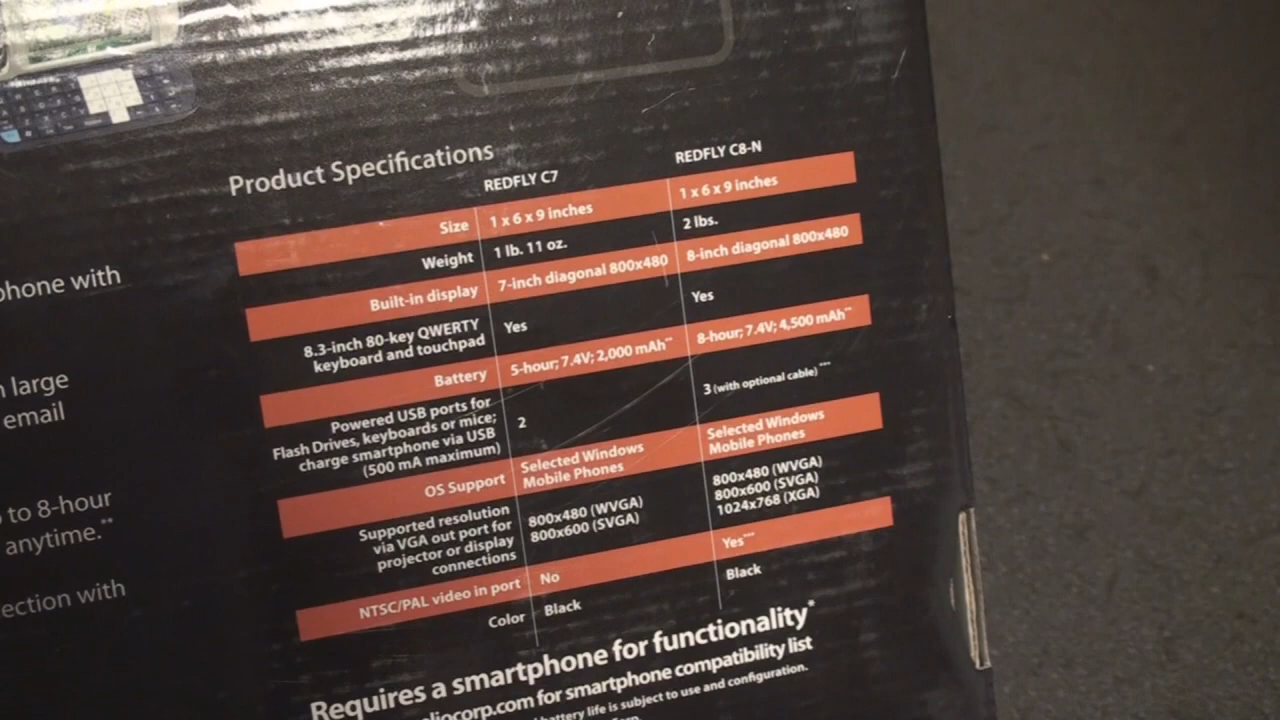 phone with
large
email
to 8-hour
anytime.**
ection with
Product Specifications
REDFLY C7 REDFLY C8-N
Size 1 x 6 x 9 inches 1 x 6 x 9 inches
Weight 1 lb. 11 oz. 2 lbs.
Built-in display 7-inch diagonal 800x480 8-inch diagonal 800x480
8.3-inch 80-key QWERTY
keyboard and touchpad Yes Yes
Battery 5-hour; 7.4V; 2,000 mAh** 8-hour; 7.4V; 4,500 mAh**
Powered USB ports for
Flash Drives, keyboards or mice;
charge smartphone via USB
(500 mA maximum) 2 3 (with optional cable)***
OS Support Selected Windows
Mobile Phones Selected Windows
Mobile Phones
Supported resolution
via VGA out port for
projector or display
connections 800x480 (WVGA)
800x600 (SVGA) 800x480 (WVGA)
800x600 (SVGA)
1024x768 (XGA)
NTSC/PAL video in port No Yes***
Color Black Black
Requires a smartphone for functionality*
liocorp.com for smartphone compatibility list
battery life is subject to use and configuration.
Corp.